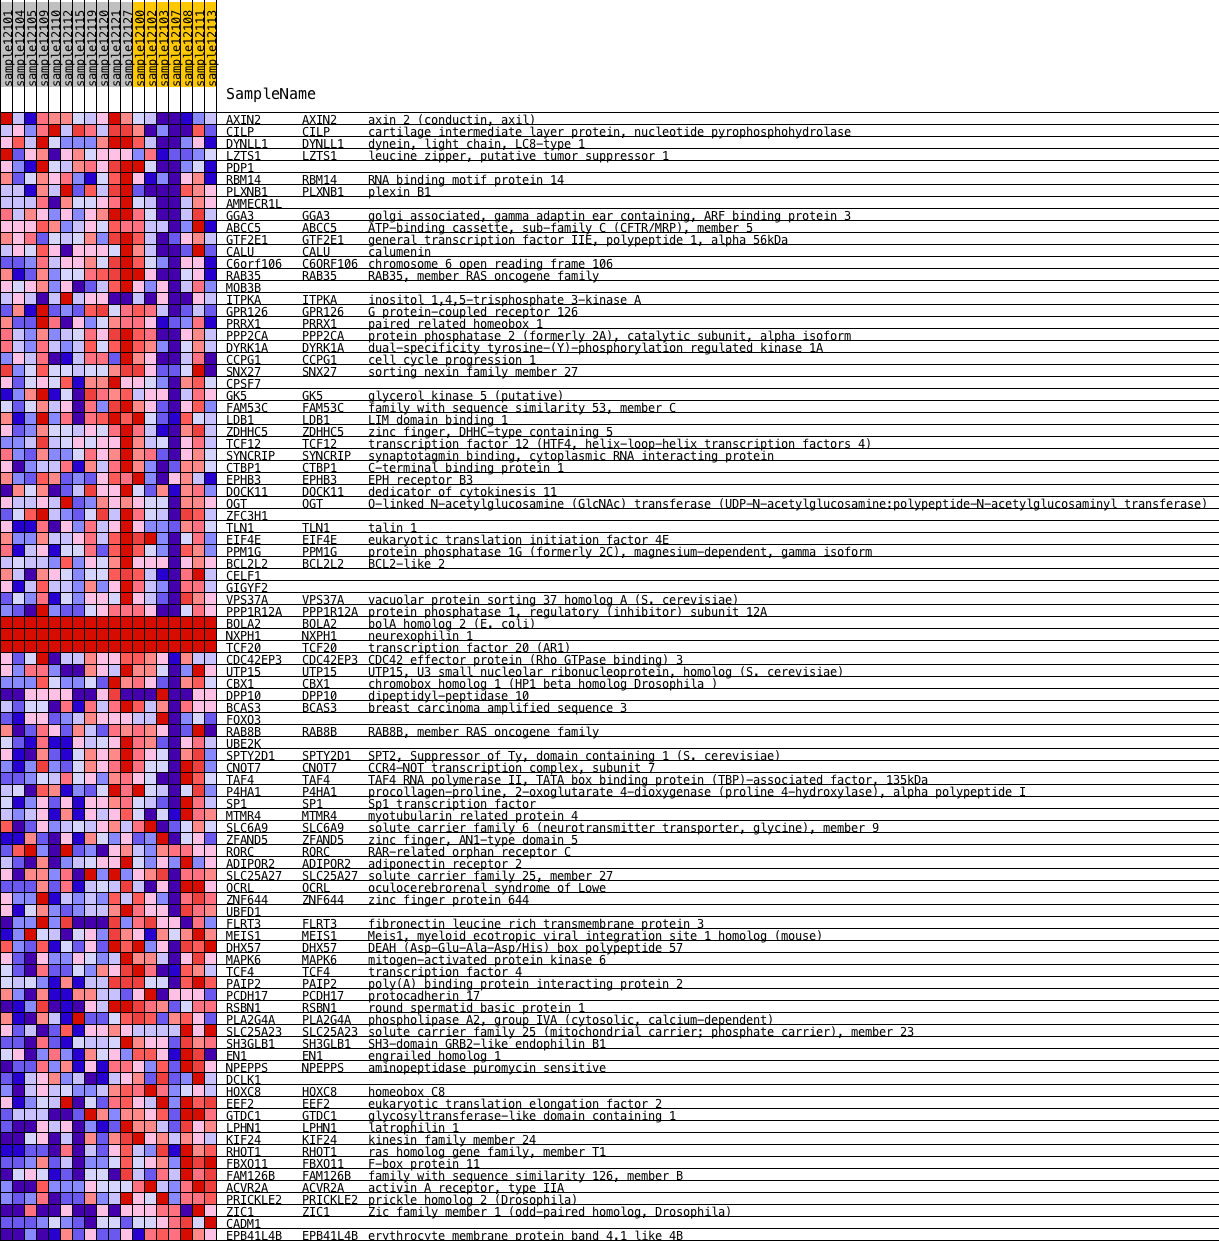 sample12101 sample12104 sample12105 sample12109 sample12110 sample12112 sample12115 sample12119 sample12120 sample12121 sample12127 sample12100 sample12102 sample12103 sample12107 sample12108 sample12111 sample12113
SampleName
AXIN2 AXIN2 axin 2 (conductin, axil)
CILP CILP cartilage intermediate layer protein, nucleotide pyrophosphohydrolase
DYNLL1 DYNLL1 dynein, light chain, LC8-type 1
LZTS1 LZTS1 leucine zipper, putative tumor suppressor 1
PDP1
RBM14 RBM14 RNA binding motif protein 14
PLXNB1 PLXNB1 plexin B1
AMMECR1L
GGA3 GGA3 golgi associated, gamma adaptin ear containing, ARF binding protein 3
ABCC5 ABCC5 ATP-binding cassette, sub-family C (CFTR/MRP), member 5
GTF2E1 GTF2E1 general transcription factor IIE, polypeptide 1, alpha 56kDa
CALU CALU calumenin
C6orf106 C6ORF106 chromosome 6 open reading frame 106
RAB35 RAB35 RAB35, member RAS oncogene family
MOB3B
ITPKA ITPKA inositol 1,4,5-trisphosphate 3-kinase A
GPR126 GPR126 G protein-coupled receptor 126
PRRX1 PRRX1 paired related homeobox 1
PPP2CA PPP2CA protein phosphatase 2 (formerly 2A), catalytic subunit, alpha isoform
DYRK1A DYRK1A dual-specificity tyrosine-(Y)-phosphorylation regulated kinase 1A
CCPG1 CCPG1 cell cycle progression 1
SNX27 SNX27 sorting nexin family member 27
CPSF7
GK5 GK5 glycerol kinase 5 (putative)
FAM53C FAM53C family with sequence similarity 53, member C
LDB1 LDB1 LIM domain binding 1
ZDHHC5 ZDHHC5 zinc finger, DHHC-type containing 5
TCF12 TCF12 transcription factor 12 (HTF4, helix-loop-helix transcription factors 4)
SYNCRIP SYNCRIP synaptotagmin binding, cytoplasmic RNA interacting protein
CTBP1 CTBP1 C-terminal binding protein 1
EPHB3 EPHB3 EPH receptor B3
DOCK11 DOCK11 dedicator of cytokinesis 11
OGT OGT O-linked N-acetylglucosamine (GlcNAc) transferase (UDP-N-acetylglucosamine:polypeptide-N-acetylglucosaminyl transferase)
ZFC3H1
TLN1 TLN1 talin 1
EIF4E EIF4E eukaryotic translation initiation factor 4E
PPM1G PPM1G protein phosphatase 1G (formerly 2C), magnesium-dependent, gamma isoform
BCL2L2 BCL2L2 BCL2-like 2
CELF1
GIGYF2
VPS37A VPS37A vacuolar protein sorting 37 homolog A (S. cerevisiae)
PPP1R12A PPP1R12A protein phosphatase 1, regulatory (inhibitor) subunit 12A
BOLA2 BOLA2 bolA homolog 2 (E. coli)
NXPH1 NXPH1 neurexophilin 1
TCF20 TCF20 transcription factor 20 (AR1)
CDC42EP3 CDC42EP3 CDC42 effector protein (Rho GTPase binding) 3
UTP15 UTP15 UTP15, U3 small nucleolar ribonucleoprotein, homolog (S. cerevisiae)
CBX1 CBX1 chromobox homolog 1 (HP1 beta homolog Drosophila )
DPP10 DPP10 dipeptidyl-peptidase 10
BCAS3 BCAS3 breast carcinoma amplified sequence 3
FOXO3
RAB8B RAB8B RAB8B, member RAS oncogene family
UBE2K
SPTY2D1 SPTY2D1 SPT2, Suppressor of Ty, domain containing 1 (S. cerevisiae)
CNOT7 CNOT7 CCR4-NOT transcription complex, subunit 7
TAF4 TAF4 TAF4 RNA polymerase II, TATA box binding protein (TBP)-associated factor, 135kDa
P4HA1 P4HA1 procollagen-proline, 2-oxoglutarate 4-dioxygenase (proline 4-hydroxylase), alpha polypeptide I
SP1 SP1 Sp1 transcription factor
MTMR4 MTMR4 myotubularin related protein 4
SLC6A9 SLC6A9 solute carrier family 6 (neurotransmitter transporter, glycine), member 9
ZFAND5 ZFAND5 zinc finger, AN1-type domain 5
RORC RORC RAR-related orphan receptor C
ADIPOR2 ADIPOR2 adiponectin receptor 2
SLC25A27 SLC25A27 solute carrier family 25, member 27
OCRL OCRL oculocerebrorenal syndrome of Lowe
ZNF644 ZNF644 zinc finger protein 644
UBFD1
FLRT3 FLRT3 fibronectin leucine rich transmembrane protein 3
MEIS1 MEIS1 Meis1, myeloid ecotropic viral integration site 1 homolog (mouse)
DHX57 DHX57 DEAH (Asp-Glu-Ala-Asp/His) box polypeptide 57
MAPK6 MAPK6 mitogen-activated protein kinase 6
TCF4 TCF4 transcription factor 4
PAIP2 PAIP2 poly(A) binding protein interacting protein 2
PCDH17 PCDH17 protocadherin 17
RSBN1 RSBN1 round spermatid basic protein 1
PLA2G4A PLA2G4A phospholipase A2, group IVA (cytosolic, calcium-dependent)
SLC25A23 SLC25A23 solute carrier family 25 (mitochondrial carrier; phosphate carrier), member 23
SH3GLB1 SH3GLB1 SH3-domain GRB2-like endophilin B1
EN1 EN1 engrailed homolog 1
NPEPPS NPEPPS aminopeptidase puromycin sensitive
DCLK1
HOXC8 HOXC8 homeobox C8
EEF2 EEF2 eukaryotic translation elongation factor 2
GTDC1 GTDC1 glycosyltransferase-like domain containing 1
LPHN1 LPHN1 latrophilin 1
KIF24 KIF24 kinesin family member 24
RHOT1 RHOT1 ras homolog gene family, member T1
FBXO11 FBXO11 F-box protein 11
FAM126B FAM126B family with sequence similarity 126, member B
ACVR2A ACVR2A activin A receptor, type IIA
PRICKLE2 PRICKLE2 prickle homolog 2 (Drosophila)
ZIC1 ZIC1 Zic family member 1 (odd-paired homolog, Drosophila)
CADM1
EPB41L4B EPB41L4B erythrocyte membrane protein band 4.1 like 4B